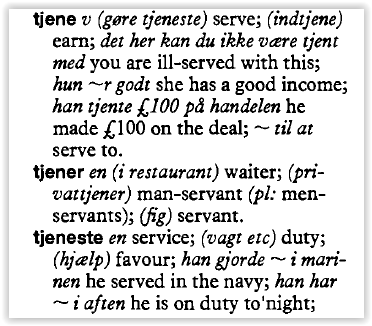 tjene v (gøre tjeneste) serve; (indtjene)
earn; det her kan du ikke være tjent
med you are ill-served with this;
hun ~r godt she has a good income;
han tjente £100 på handelen he
made £100 on the deal; ~ til at
serve to.
tjener en (i restaurant) waiter; (pri-
vattjener) man-servant (pl: men-
servants); (fig) servant.
tjeneste en service; (vagt etc) duty;
(hjælp) favour; han gjorde ~ i mari-
nen he served in the navy; han har
~ i aften he is on duty to'night;